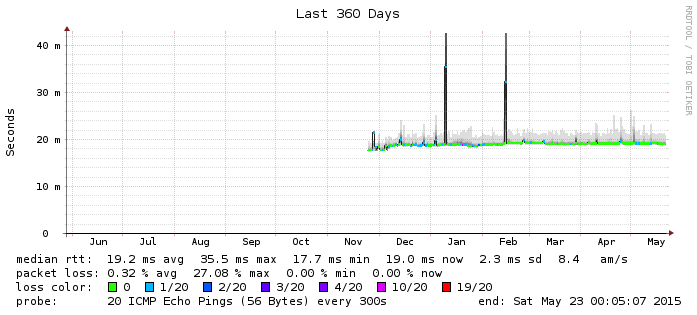 Last 360 Days
RRDTOOL / TOBI OETIKER
Seconds
40 m
30 m
20 m
10 m
0
Jun Jul Aug Sep Oct Nov Dec Jan Feb Mar Apr May
median rtt: 19.2 ms avg 35.5 ms max 17.7 ms min 19.0 ms now 2.3 ms sd 8.4 am/s
packet loss: 0.32 % avg 27.08 % max 0.00 % min 0.00 % now
loss color: 0 1/20 2/20 3/20 4/20 10/20 19/20
probe: 20 ICMP Echo Pings (56 Bytes) every 300s end: Sat May 23 00:05:07 2015